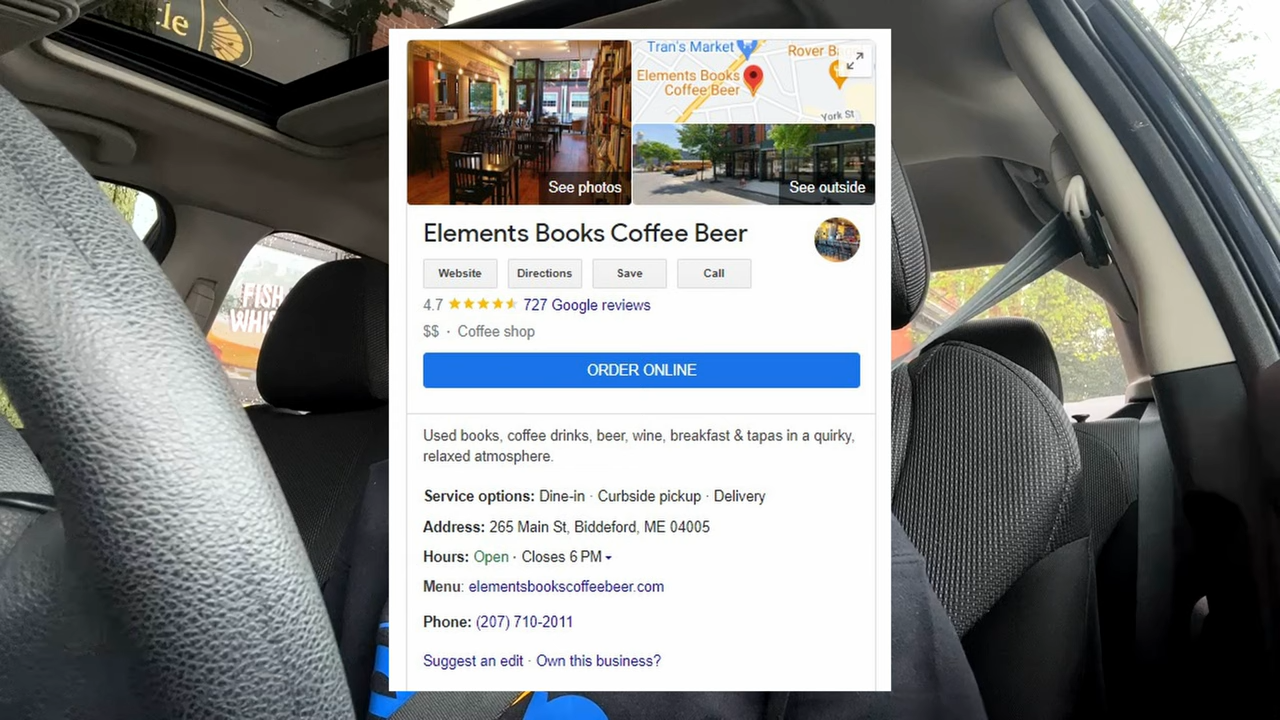 cle
FISH
WHIS
Tran's Market
Rover B
Elements Books
Coffee Beer
York St
See photos
See outside
Elements Books Coffee Beer
Website
Directions
Save
Call
4.7 727 Google reviews
$$ · Coffee shop
ORDER ONLINE
Used books, coffee drinks, beer, wine, breakfast & tapas in a quirky,
relaxed atmosphere.
Service options: Dine-in · Curbside pickup · Delivery
Address: 265 Main St, Biddeford, ME 04005
Hours: Open · Closes 6 PM
Menu: elementsbookscoffeebeer.com
Phone: (207) 710-2011
Suggest an edit · Own this business?